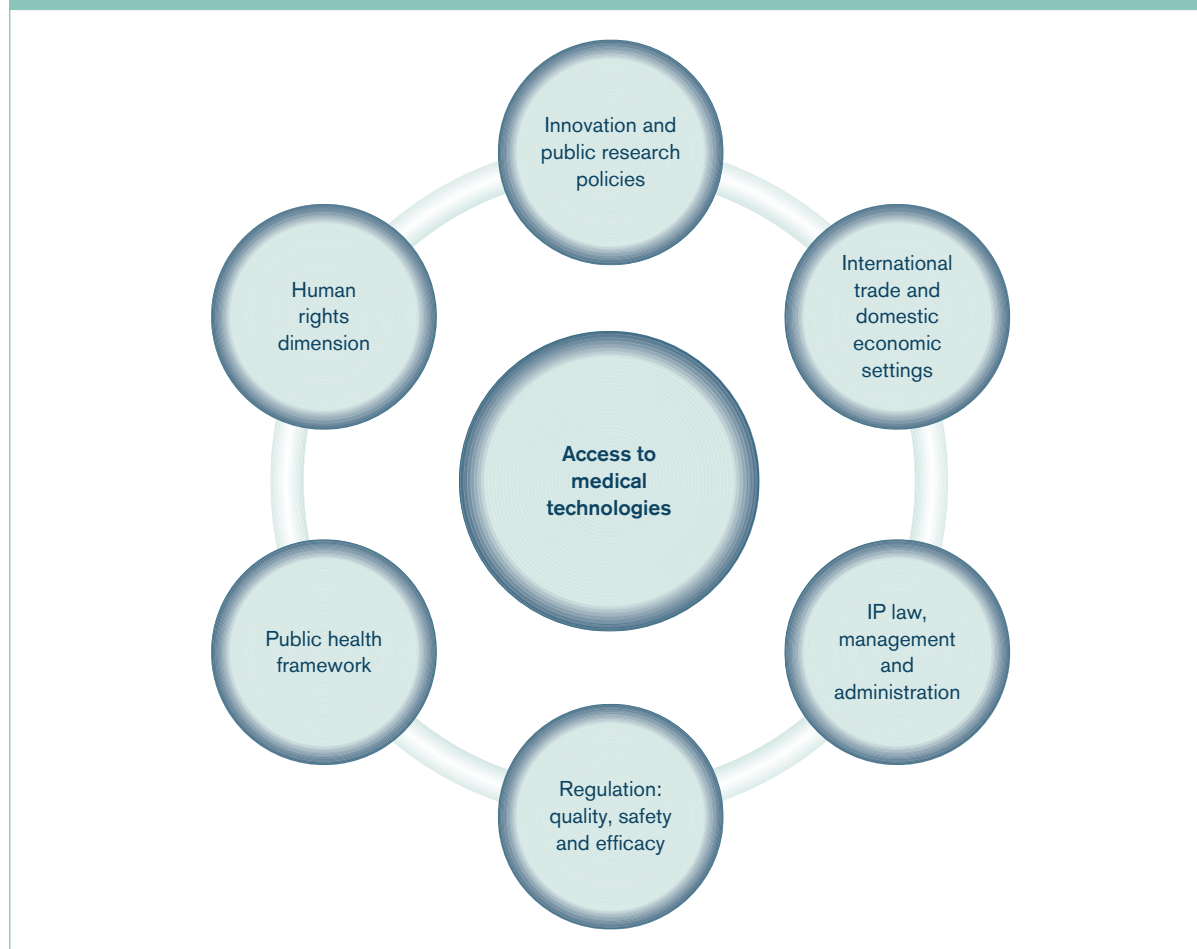 Innovation and
public research
policies
International
trade and
domestic
economic
settings
Human
rights
dimension
Access to
medical
technologies
IP law,
management
and
administration
Public health
framework
Regulation:
quality, safety
and efficacy